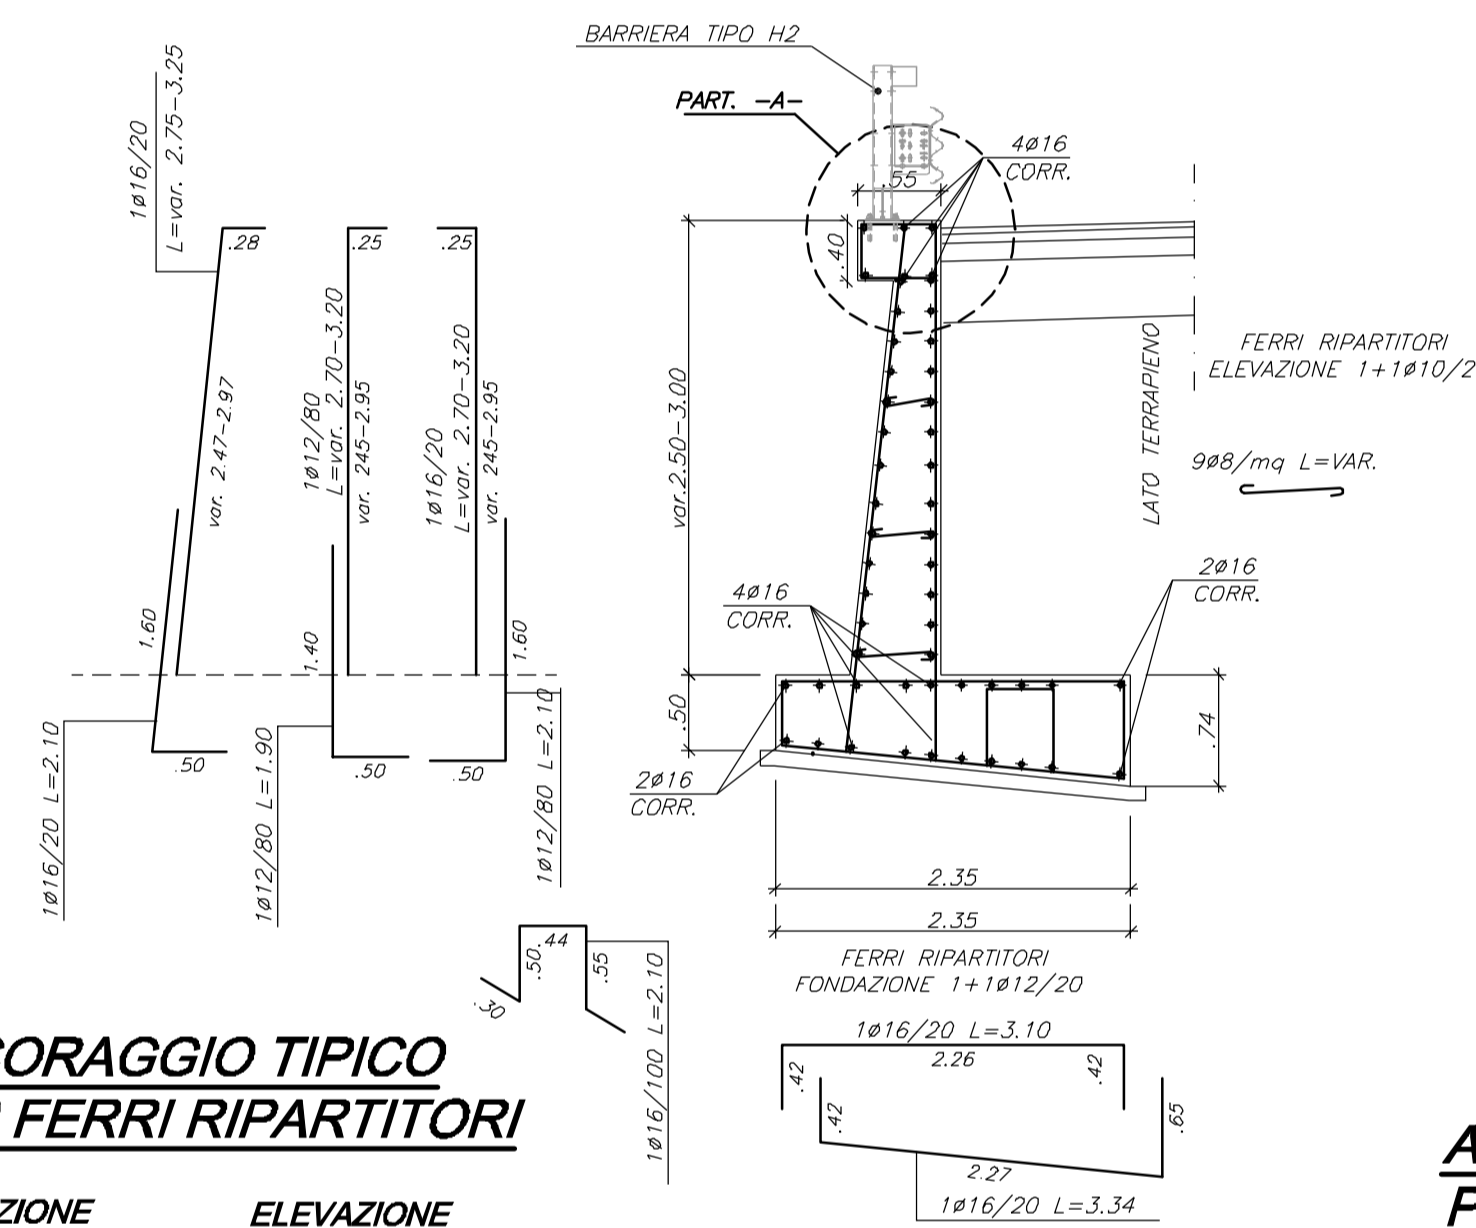 BARRIERA TIPO H2
PART. -A-
4ø16
CORR.
.55
.40
1ø16/20
L=var. 2.75-3.25
.28
.25
.25
var. 2.47-2.97
1ø12/80
L=var. 2.70-3.20
var. 245-2.95
1ø16/20
L=var. 2.70-3.20
var. 245-2.95
var.2.50-3.00
LATO TERRAPIENO
FERRI RIPARTITORI
ELEVAZIONE 1+1ø10/2
9ø8/mq L=VAR.
4ø16
CORR.
2ø16
CORR.
1.60
1.40
1.60
.50
.74
.50
.50
.50
1ø16/20 L=2.10
1ø12/80 L=1.90
1ø12/80 L=2.10
2ø16
CORR.
2.35
2.35
FERRI RIPARTITORI
FONDAZIONE 1+1ø12/20
.30
.50
.44
.55
1ø16/100 L=2.10
1ø16/20 L=3.10
2.26
.42
.42
.42
.65
2.27
1ø16/20 L=3.34
CORAGGIO TIPICO
FERRI RIPARTITORI
ZIONE
ELEVAZIONE
A
P